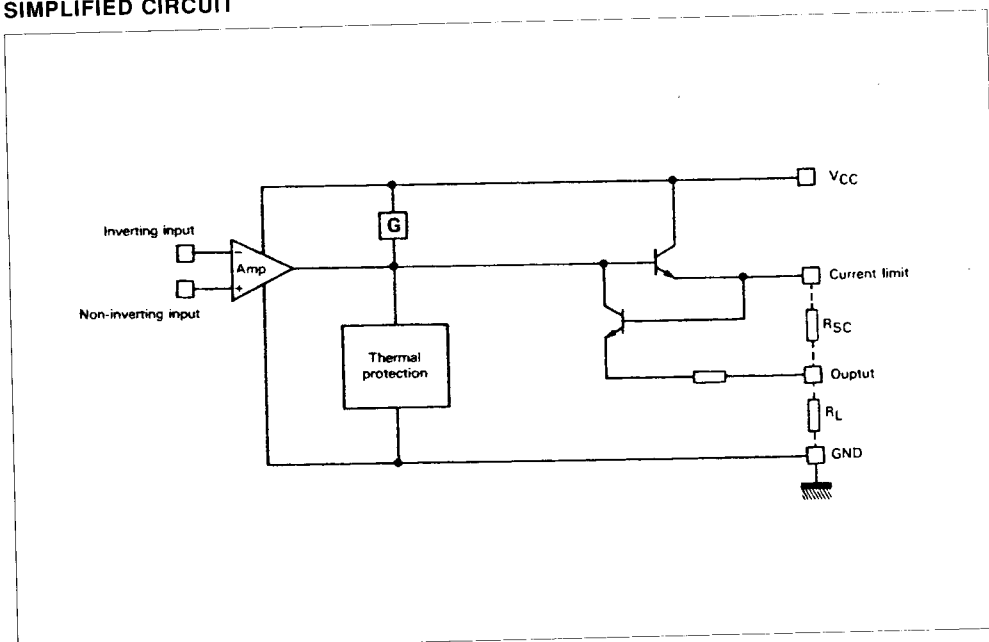 SIMPLIFIED CIRCUIT
VCC
G
Inverting input
−
Amp
+
Non-inverting input
Current limit
RSC
Thermal
protection
Ouptut
RL
GND